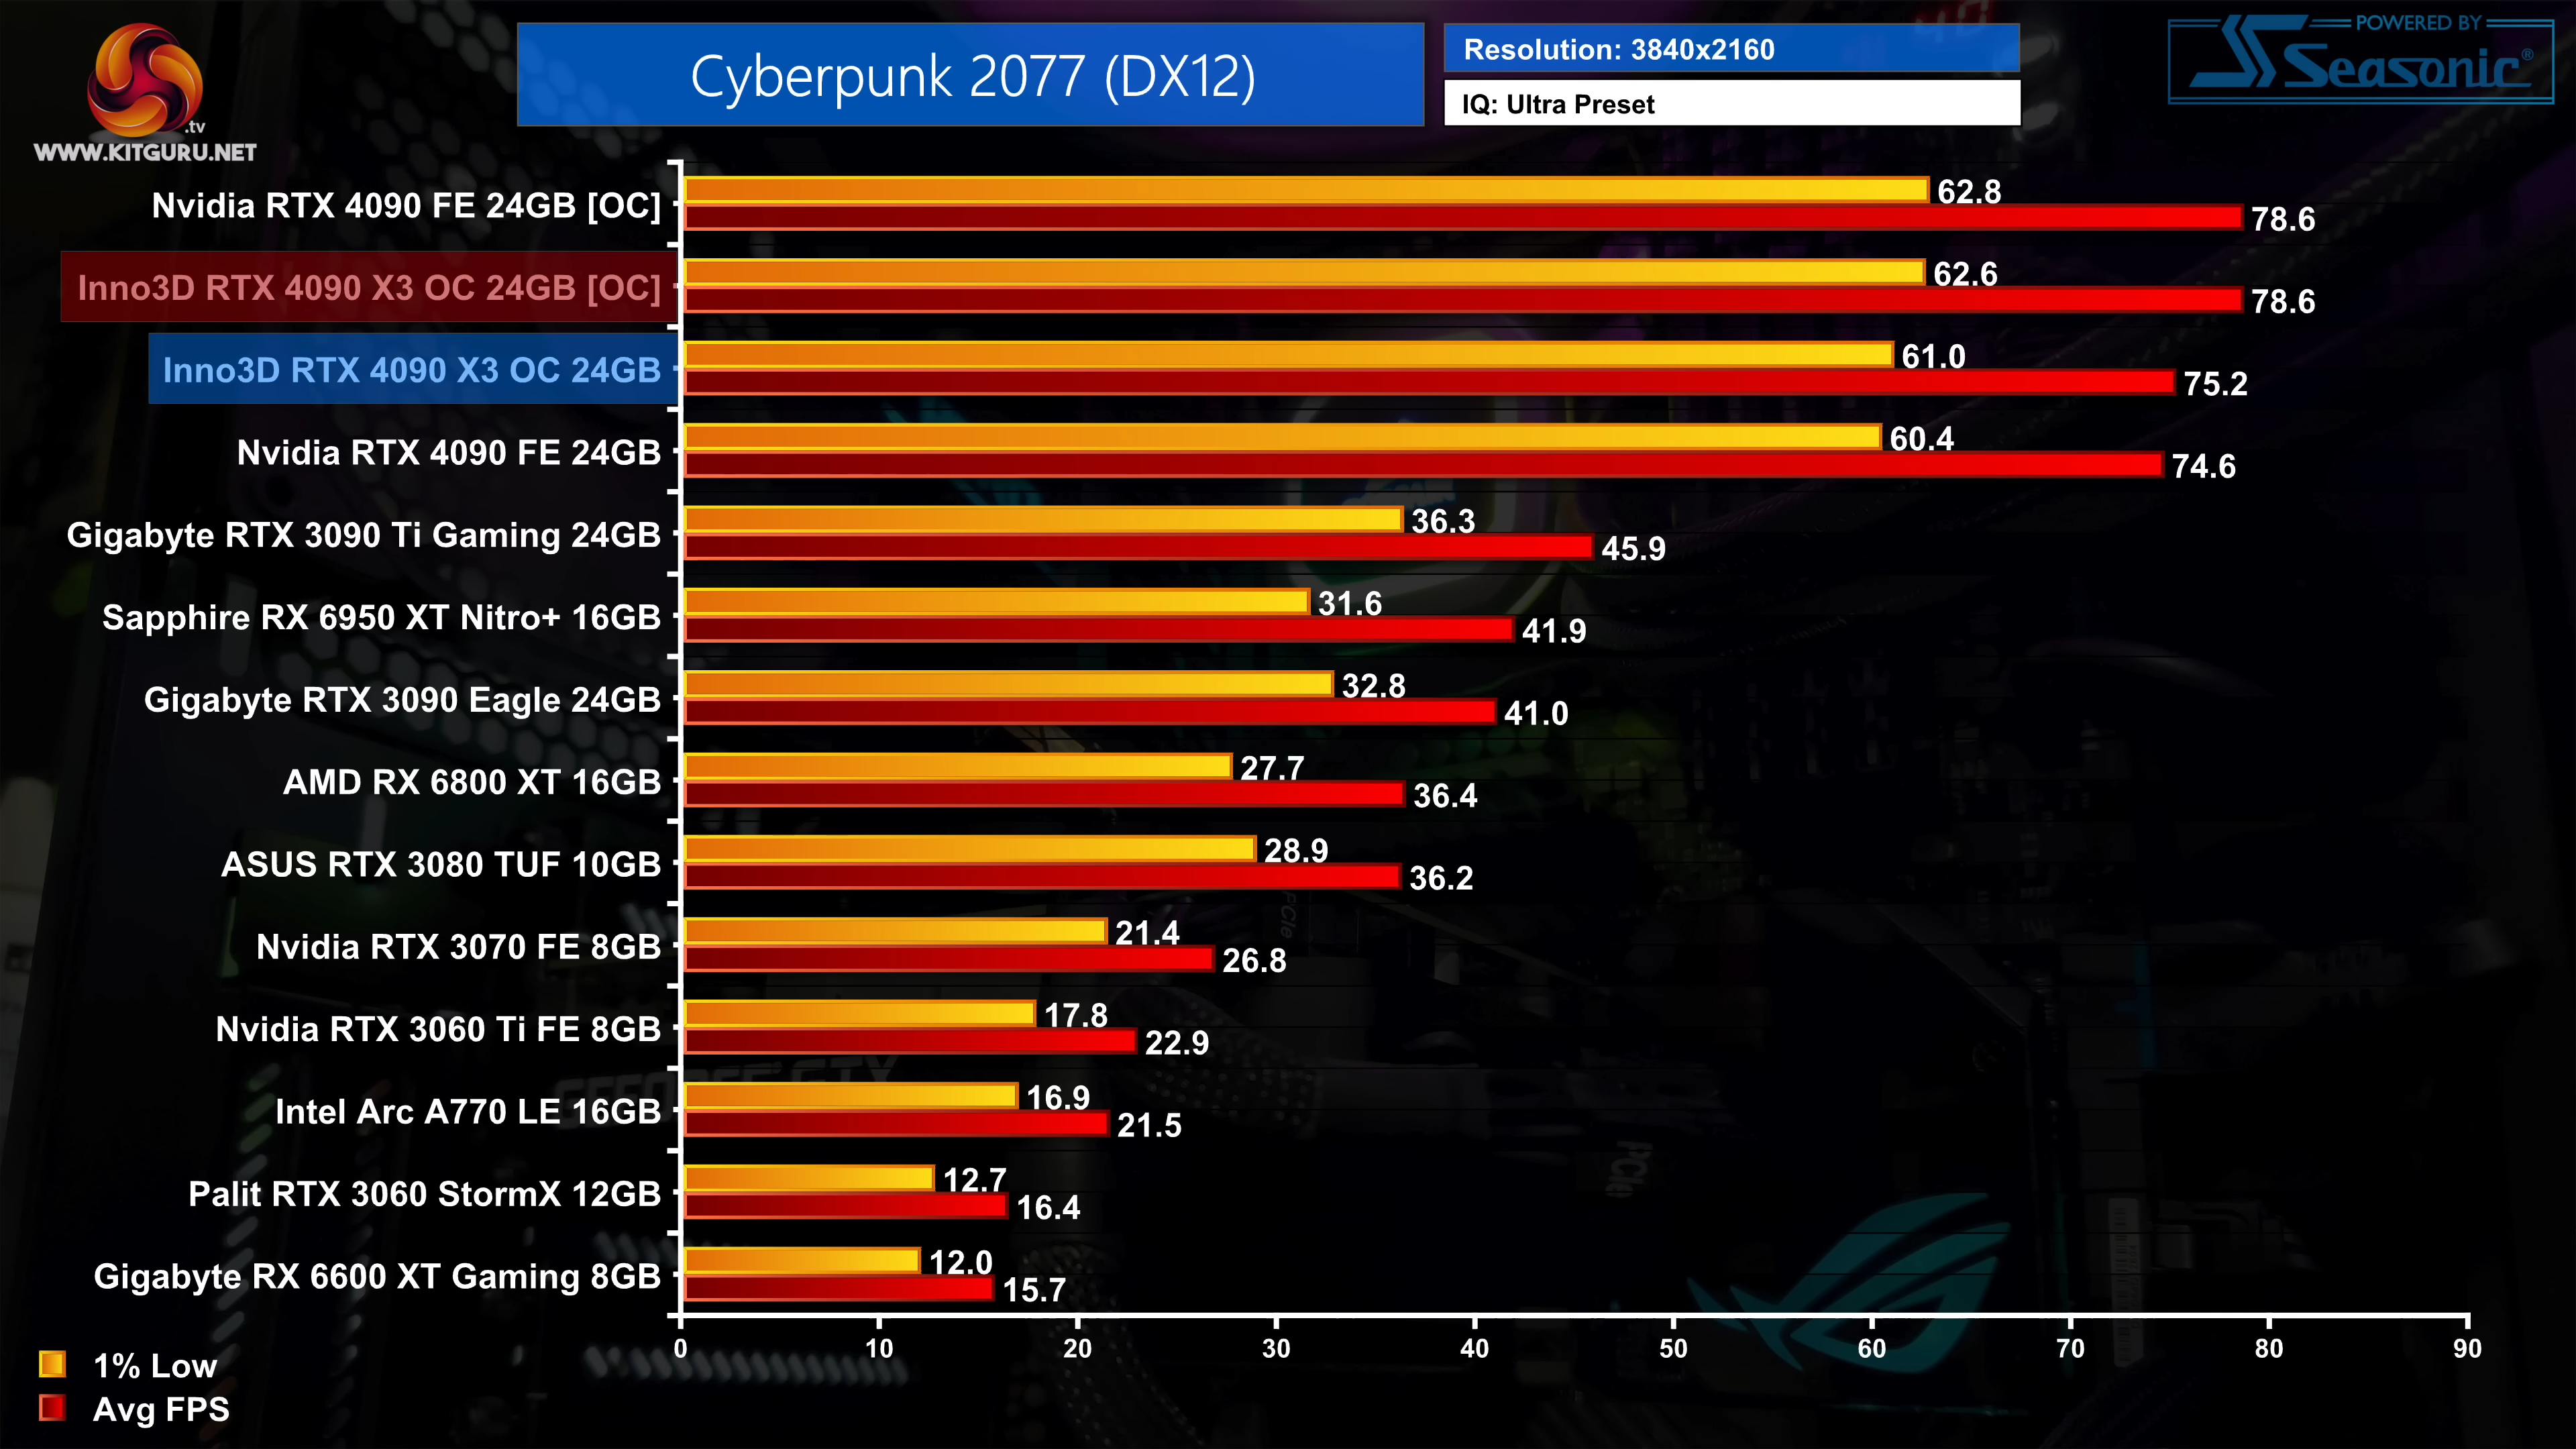 Cyberpunk 2077 (DX12)
Resolution: 3840x2160
IQ: Ultra Preset
POWERED BY
Seasonic®
.tv
WWW.KITGURU.NET
Nvidia RTX 4090 FE 24GB [OC]
62.8
78.6
Inno3D RTX 4090 X3 OC 24GB [OC]
62.6
78.6
Inno3D RTX 4090 X3 OC 24GB
61.0
75.2
Nvidia RTX 4090 FE 24GB
60.4
74.6
Gigabyte RTX 3090 Ti Gaming 24GB
36.3
45.9
Sapphire RX 6950 XT Nitro+ 16GB
31.6
41.9
Gigabyte RTX 3090 Eagle 24GB
32.8
41.0
AMD RX 6800 XT 16GB
27.7
36.4
ASUS RTX 3080 TUF 10GB
28.9
36.2
Nvidia RTX 3070 FE 8GB
21.4
26.8
Nvidia RTX 3060 Ti FE 8GB
17.8
22.9
Intel Arc A770 LE 16GB
16.9
21.5
Palit RTX 3060 StormX 12GB
12.7
16.4
Gigabyte RX 6600 XT Gaming 8GB
12.0
15.7
0 10 20 30 40 50 60 70 80 90
1% Low
Avg FPS
PCIe
GEFORCE RTX
PCIe